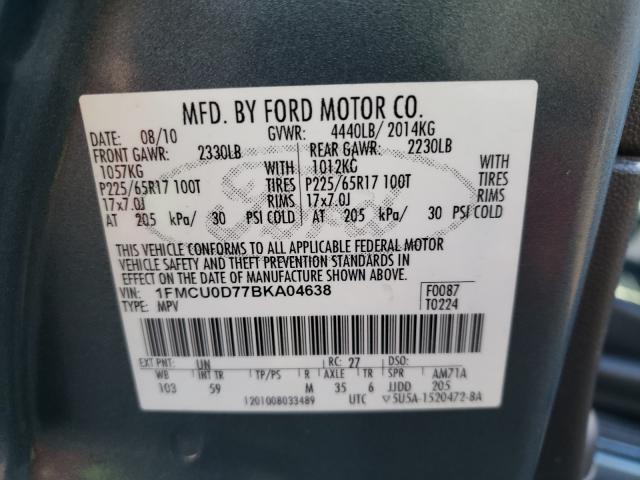 MFD. BY FORD MOTOR CO.
DATE: 08/10 GVWR: 4440LB/ 2014KG
FRONT GAWR: 2330LB REAR GAWR: 2230LB
1057KG WITH 1012KG WITH
P225/65R17 100T TIRES P225/65R17 100T TIRES
17x7.0J RIMS 17x7.0J RIMS
AT 205 kPa/ 30 PSI COLD AT 205 kPa/ 30 PSI COLD
Ford
THIS VEHICLE CONFORMS TO ALL APPLICABLE FEDERAL MOTOR
VEHICLE SAFETY AND THEFT PREVENTION STANDARDS IN
EFFECT ON THE DATE OF MANUFACTURE SHOWN ABOVE.
VIN: 1FMCU0D77BKA04638 F0087
TYPE: MPV T0224
EXT PNT: UN RC: 27 DSO:
WB INT TR TP/PS R AXLE TR SPR AM71A
103 59 M 35 6 JJDD 205
1201008033489 UTC ▽5U5A-1520472-BA